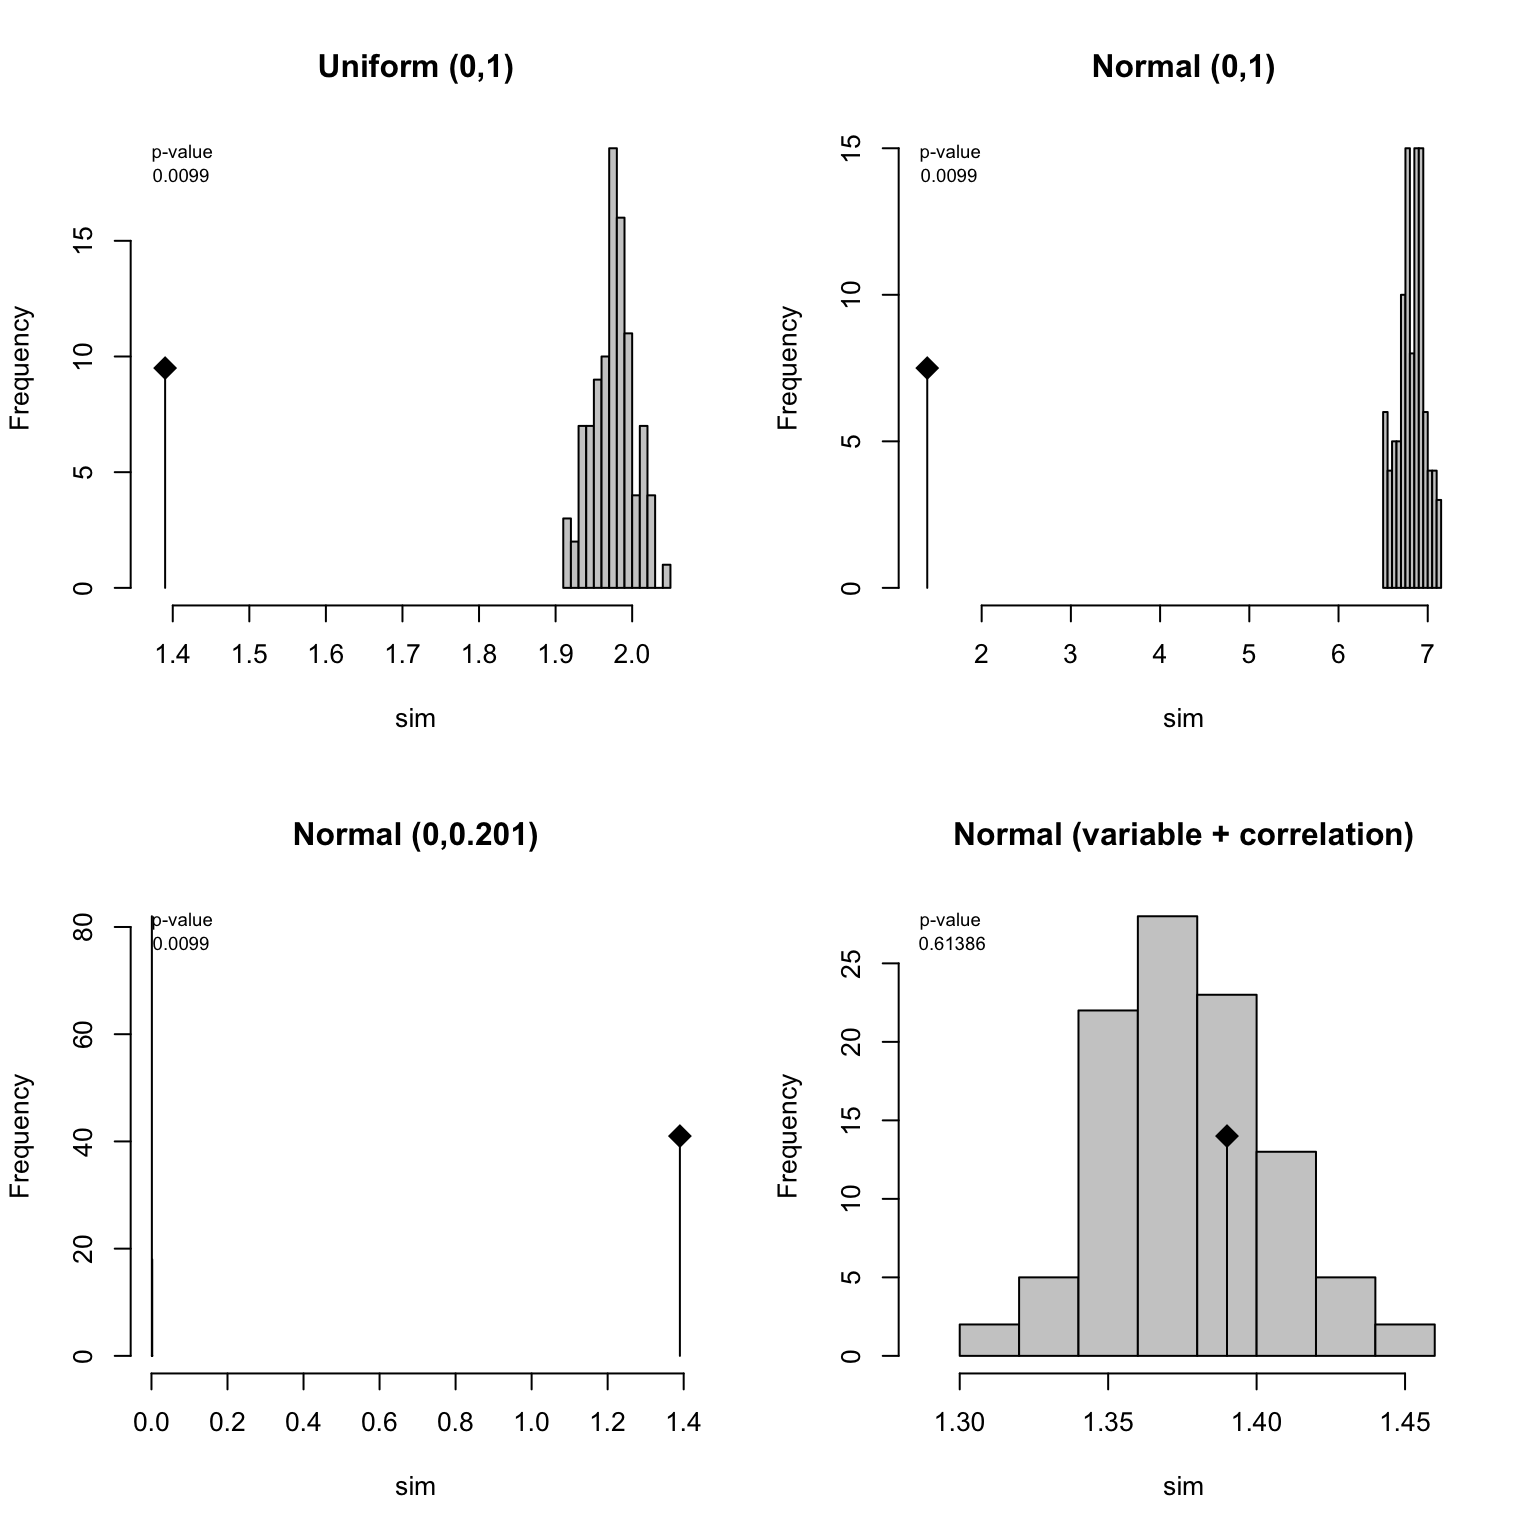 Uniform (0,1)
p-value
0.0099
Frequency
0 5 10 15
1.4 1.5 1.6 1.7 1.8 1.9 2.0
sim
Normal (0,1)
p-value
0.0099
Frequency
0 5 10 15
2 3 4 5 6 7
sim
Normal (0,0.201)
p-value
0.0099
Frequency
0 20 40 60 80
0.0 0.2 0.4 0.6 0.8 1.0 1.2 1.4
sim
Normal (variable + correlation)
p-value
0.61386
Frequency
0 5 10 15 20 25
1.30 1.35 1.40 1.45
sim